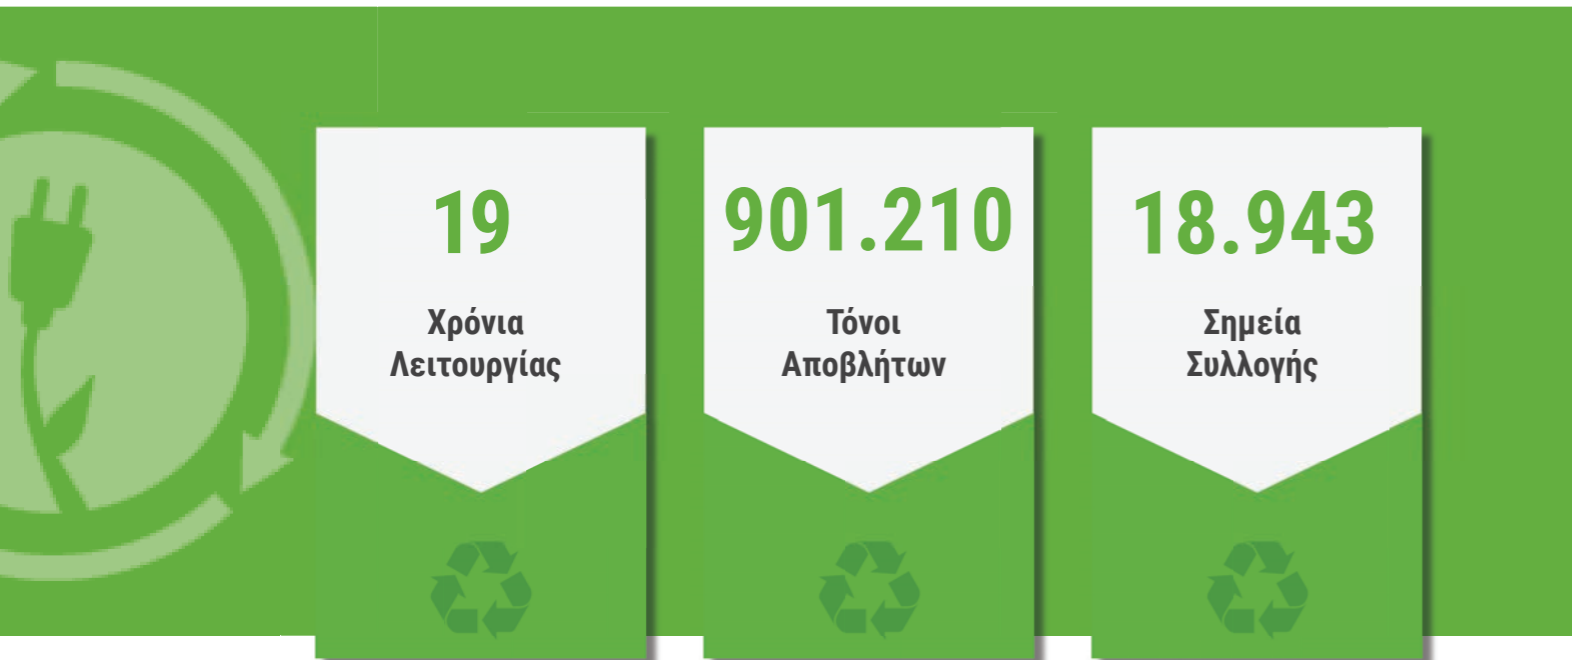 19
Χρόνια
Λειτουργίας
901.210
Τόνοι
Αποβλήτων
18.943
Σημεία
Συλλογής